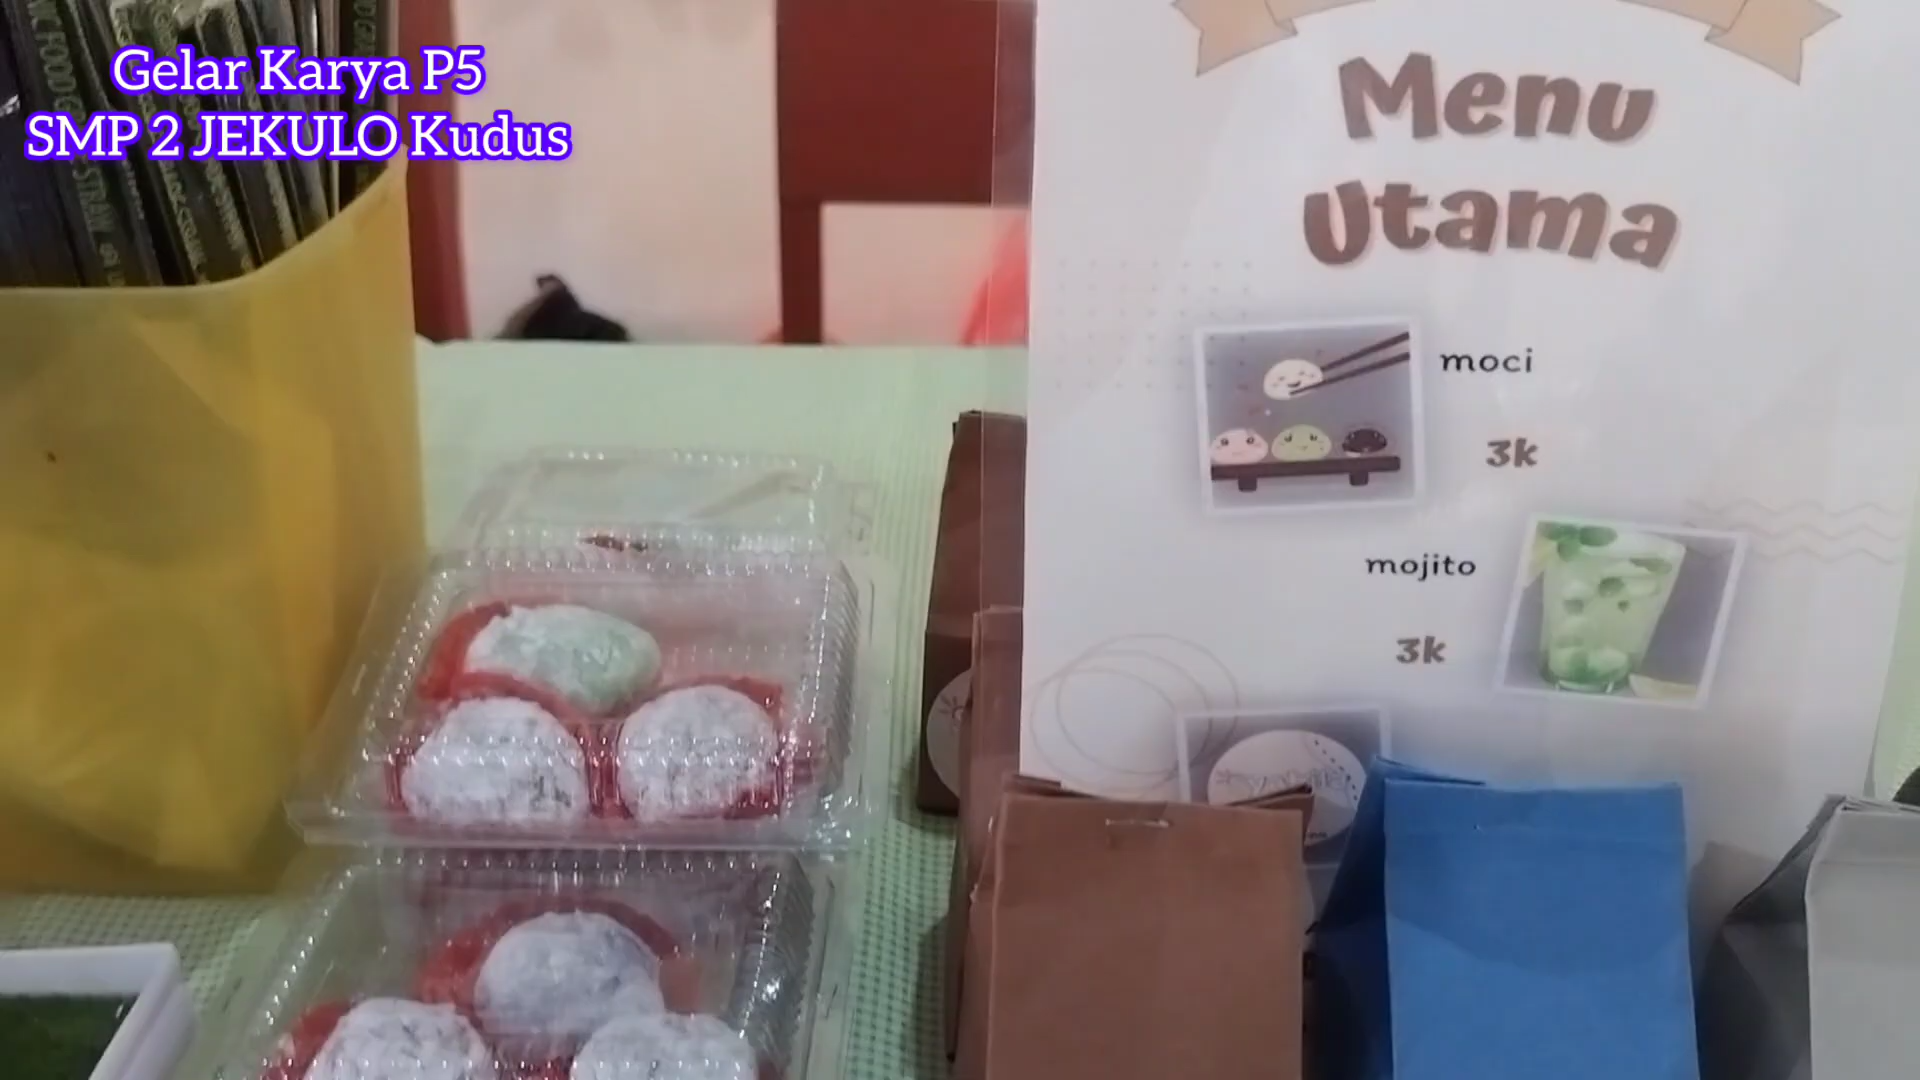 Gelar Karya P5
SMP 2 JEKULO Kudus
Menu
Utama
moci
3k
mojito
3k